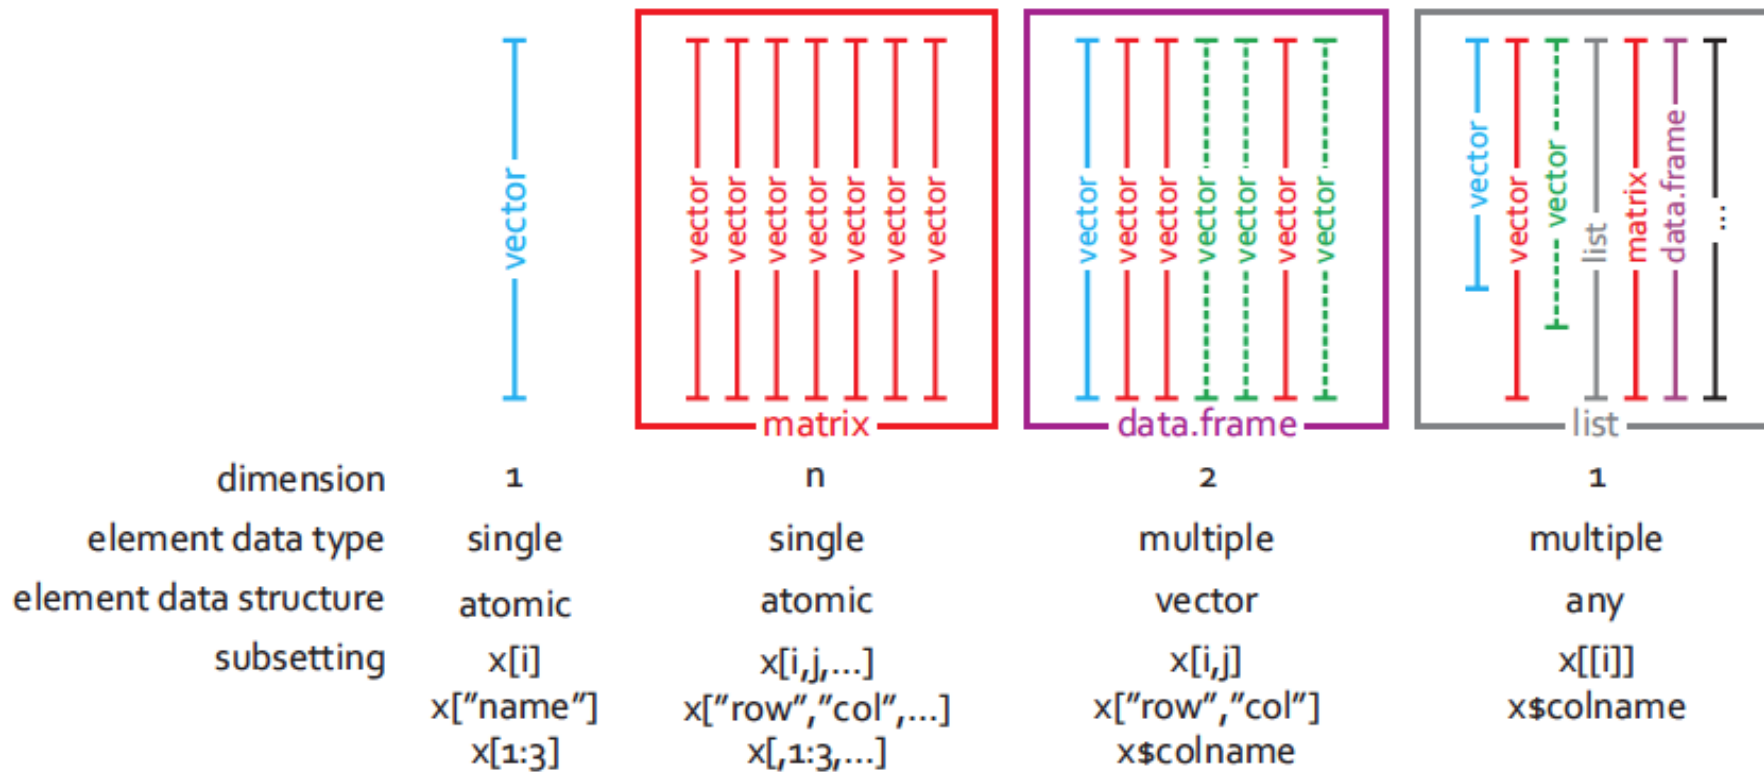 vector
vector
vector
vector
vector
vector
vector
vector
matrix
vector
vector
vector
vector
vector
vector
vector
data.frame
vector
vector
vector
list
matrix
data.frame
...
list
dimension 1 n 2 1
element data type single single multiple multiple
element data structure atomic atomic vector any
subsetting x[i] x[i,j,...] x[i,j] x[[i]]
x["name"] x["row","col",...] x["row","col"] x$colname
x[1:3] x[,1:3,...] x$colname